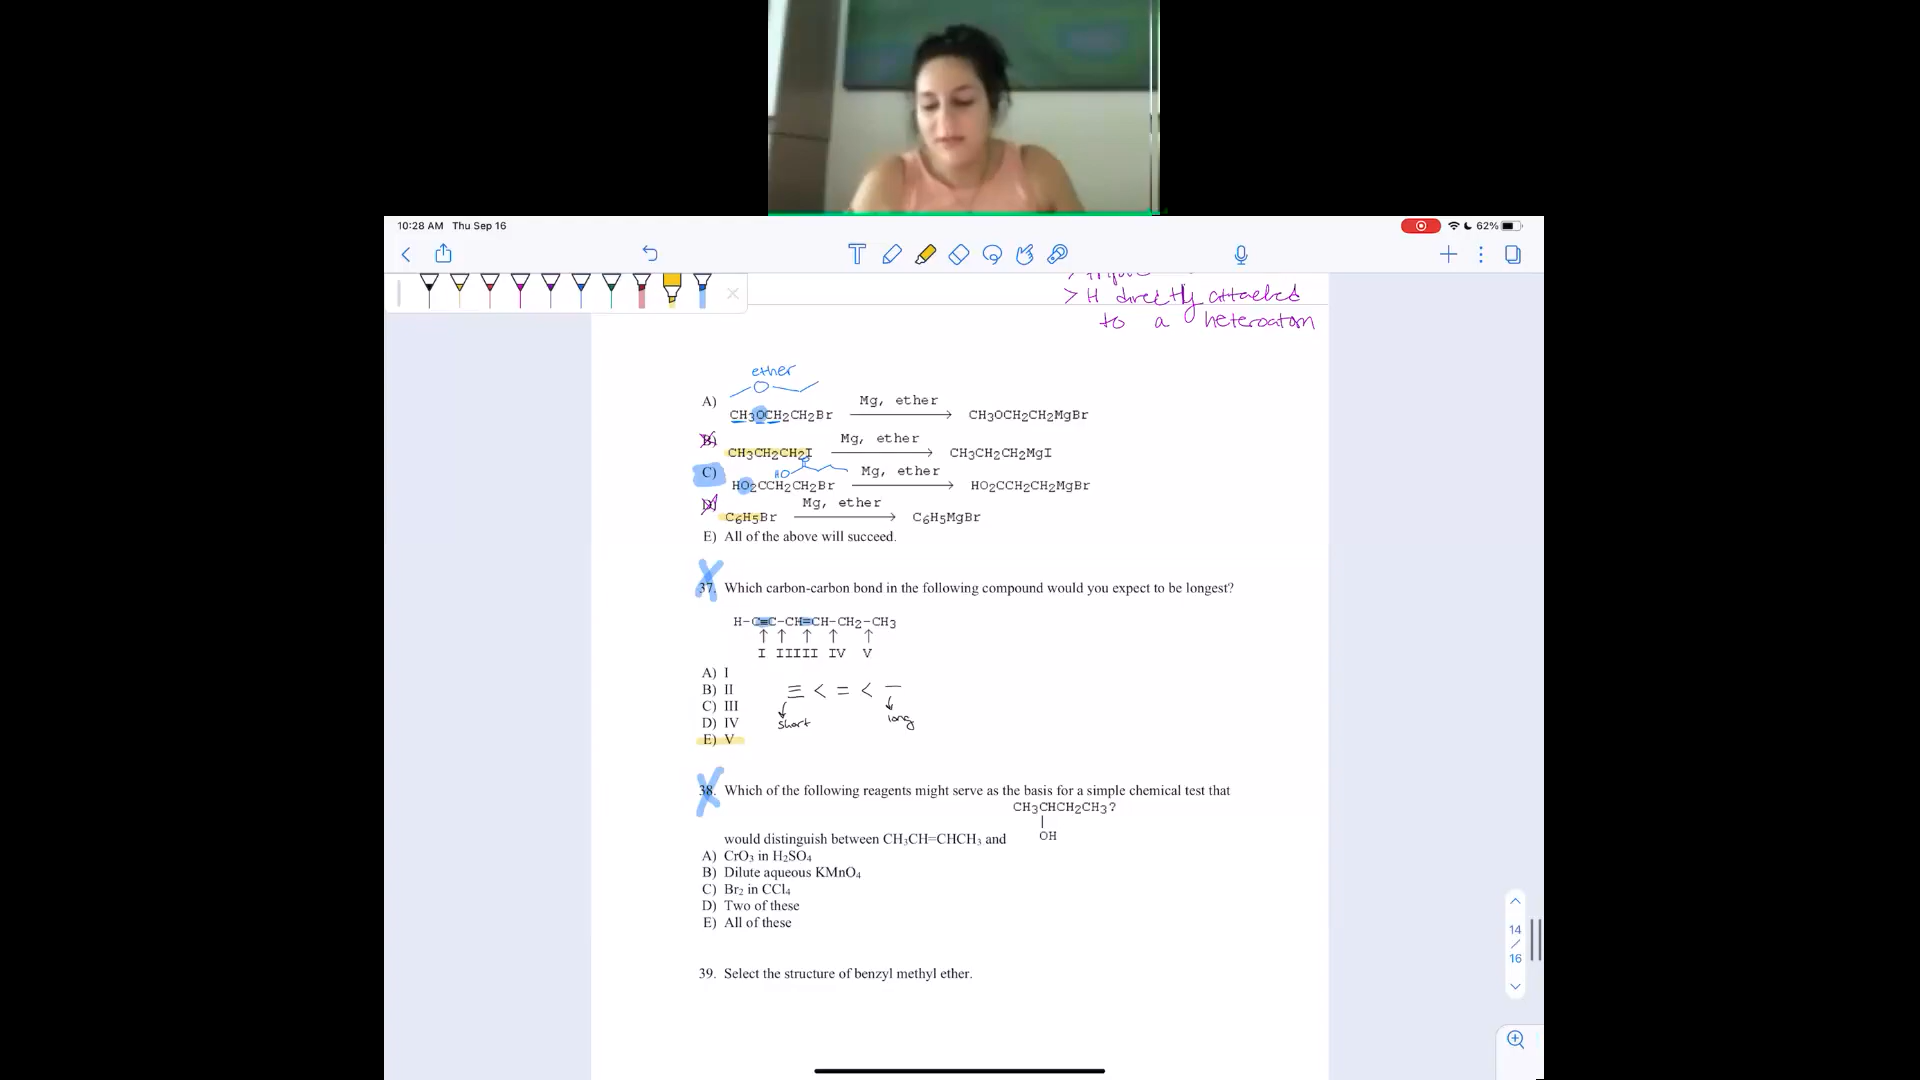 10:28 AM Thu Sep 16
62%
> H directly attached
to a heteroatom
ether
O
A)
Mg, ether
CH3OCH2CH2Br
CH3OCH2CH2MgBr
B)
Mg, ether
CH3CH2CH2I
CH3CH2CH2MgI
C)
HO
Mg, ether
HO2CCH2CH2Br
HO2CCH2CH2MgBr
D)
Mg, ether
C6H5Br
C6H5MgBr
E) All of the above will succeed.
37. Which carbon-carbon bond in the following compound would you expect to be longest?
H-C≡C-CH=CH-CH2-CH3
↑ ↑ ↑ ↑ ↑
I IIIII IV V
A) I
B) II
C) III
D) IV
E) V
≡ < = < —
short
long
38. Which of the following reagents might serve as the basis for a simple chemical test that
CH3CHCH2CH3?
|
OH
would distinguish between CH3CH=CHCH3 and
A) CrO3 in H2SO4
B) Dilute aqueous KMnO4
C) Br2 in CCl4
D) Two of these
E) All of these
39. Select the structure of benzyl methyl ether.
14
/
16